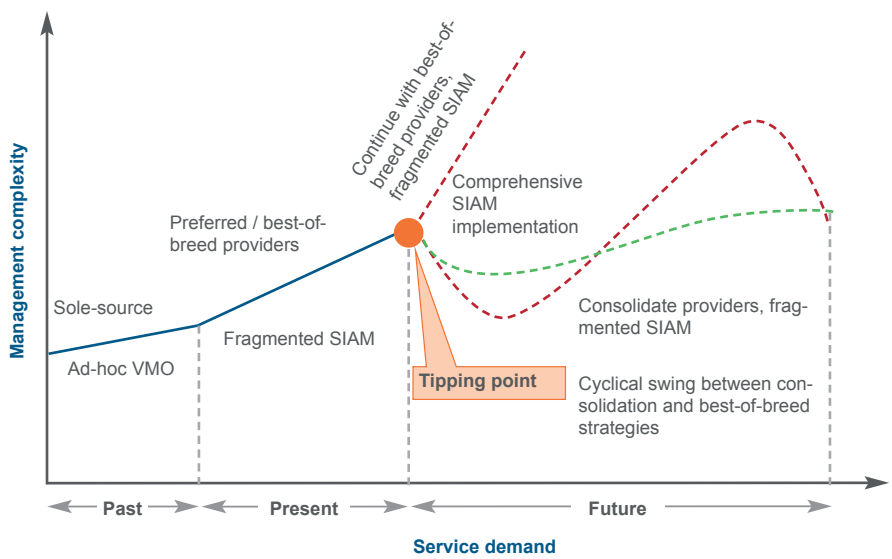 Management complexity
Continue with best-of-
breed providers,
fragmented SIAM
Comprehensive
SIAM
implementation
Preferred / best-of-
breed providers
Sole-source
Ad-hoc VMO
Fragmented SIAM
Consolidate providers, frag-
mented SIAM
Tipping point
Cyclical swing between con-
solidation and best-of-breed
strategies
Past
Present
Future
Service demand